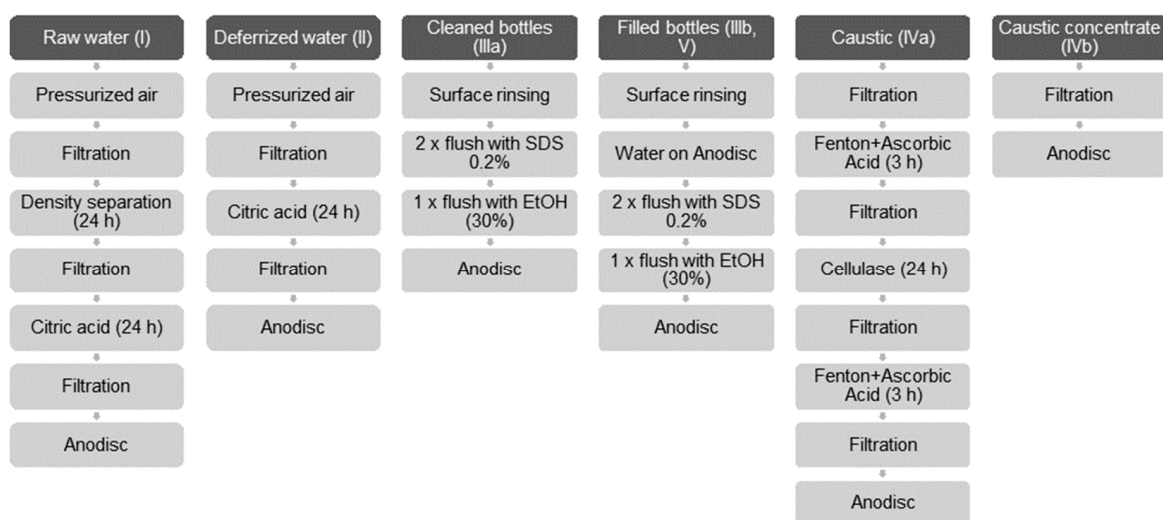 Raw water (I)
Pressurized air
Filtration
Density separation
(24 h)
Filtration
Citric acid (24 h)
Filtration
Anodisc
Deferrized water (II)
Pressurized air
Filtration
Citric acid (24 h)
Filtration
Anodisc
Cleaned bottles
(IIIa)
Surface rinsing
2 x flush with SDS
0.2%
1 x flush with EtOH
(30%)
Anodisc
Filled bottles (IIIb,
V)
Surface rinsing
Water on Anodisc
2 x flush with SDS
0.2%
1 x flush with EtOH
(30%)
Anodisc
Caustic (IVa)
Filtration
Fenton+Ascorbic
Acid (3 h)
Filtration
Cellulase (24 h)
Filtration
Fenton+Ascorbic
Acid (3 h)
Filtration
Anodisc
Caustic concentrate
(IVb)
Filtration
Anodisc